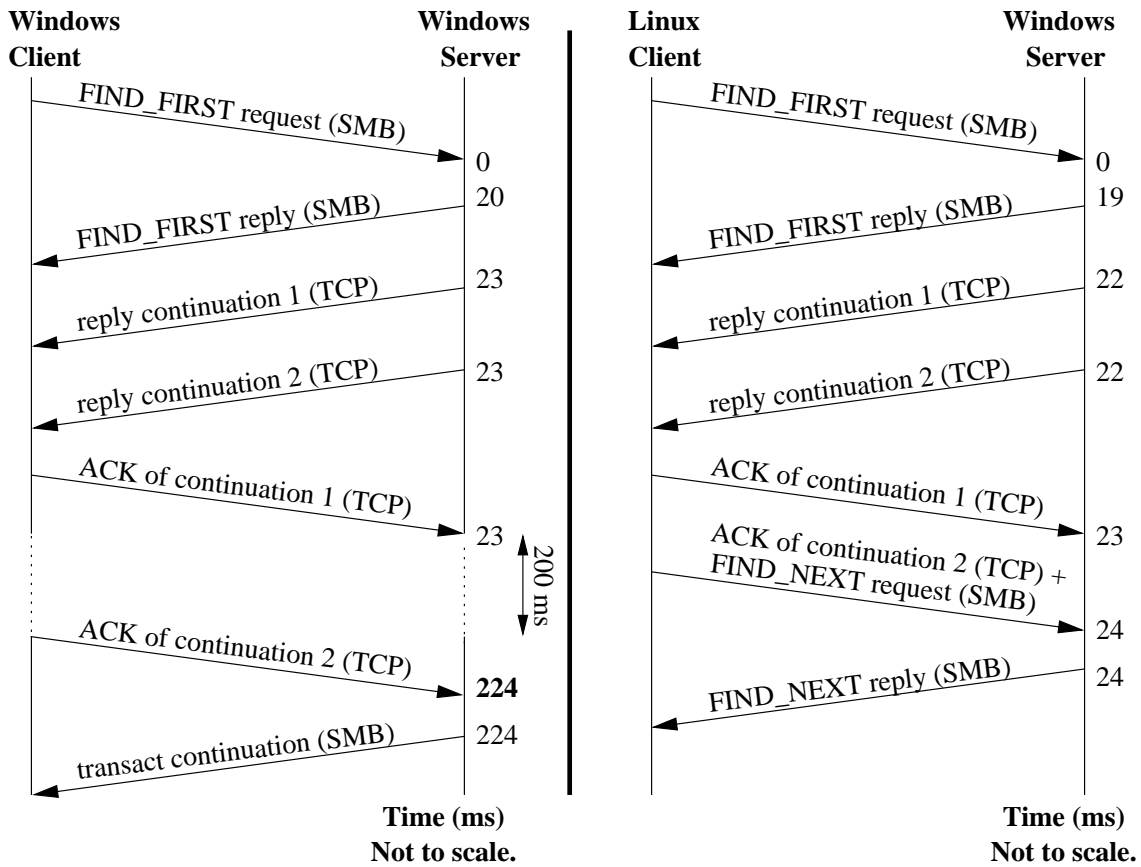 Windows
Client
Windows
Server
FIND_FIRST request (SMB)
0
20
FIND_FIRST reply (SMB)
23
reply continuation 1 (TCP)
23
reply continuation 2 (TCP)
ACK of continuation 1 (TCP)
23
200 ms
ACK of continuation 2 (TCP)
224
224
transact continuation (SMB)
Time (ms)
Not to scale.
Linux
Client
Windows
Server
FIND_FIRST request (SMB)
0
19
FIND_FIRST reply (SMB)
22
reply continuation 1 (TCP)
22
reply continuation 2 (TCP)
ACK of continuation 1 (TCP)
23
ACK of continuation 2 (TCP) +
FIND_NEXT request (SMB)
24
24
FIND_NEXT reply (SMB)
Time (ms)
Not to scale.